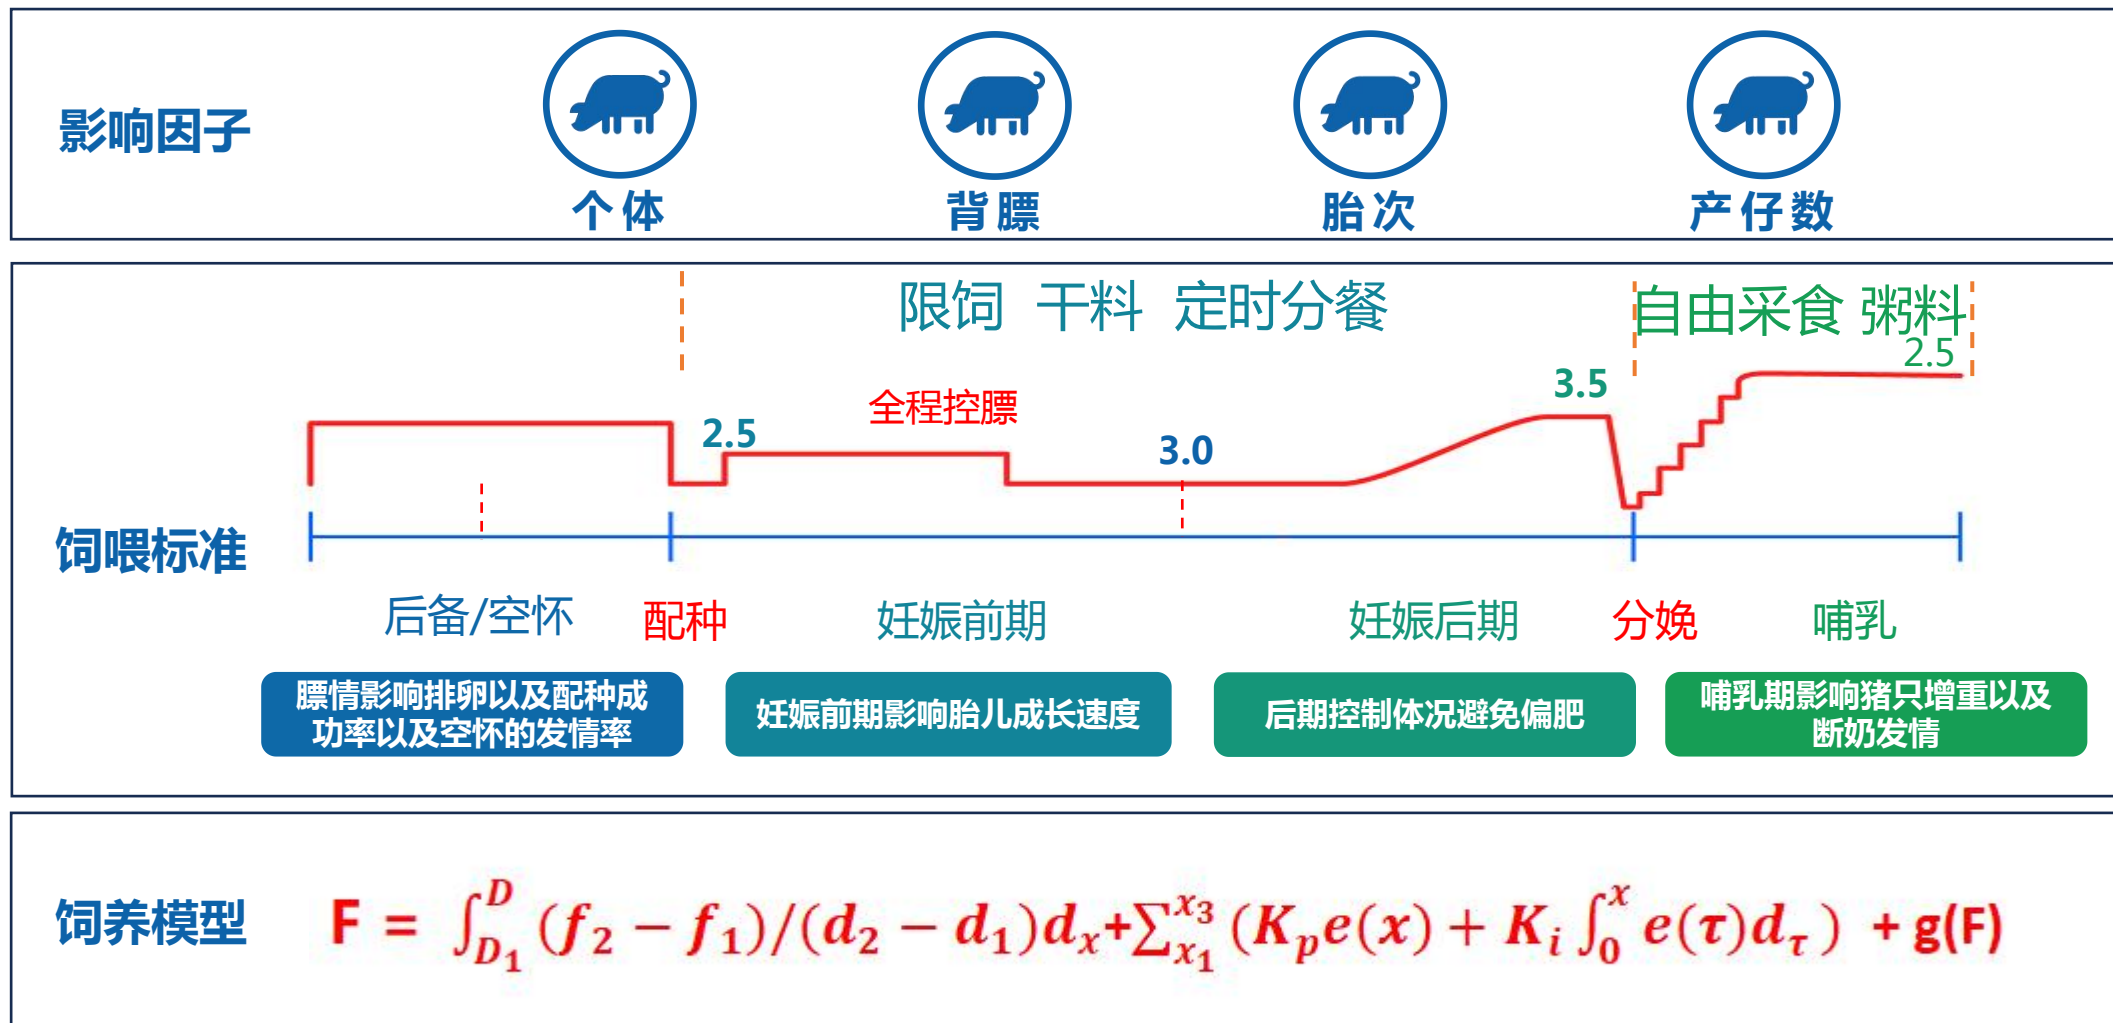 影响因子
个体
背膘
胎次
产仔数
限饲 干料 定时分餐
自由采食 粥料
2.5
3.5
全程控膘
2.5
3.0
饲喂标准
后备/空怀
配种
妊娠前期
妊娠后期
分娩
哺乳
膘情影响排卵以及配种成
功率以及空怀的发情率
妊娠前期影响胎儿成长速度
后期控制体况避免偏肥
哺乳期影响猪只增重以及
断奶发情
饲养模型
F = ∫_{D_1}^{D} (f_2 − f_1)/(d_2 − d_1)d_x+∑_{x_1}^{x_3} (K_p e(x) + K_i ∫_0^x e(τ)d_τ) + g(F)